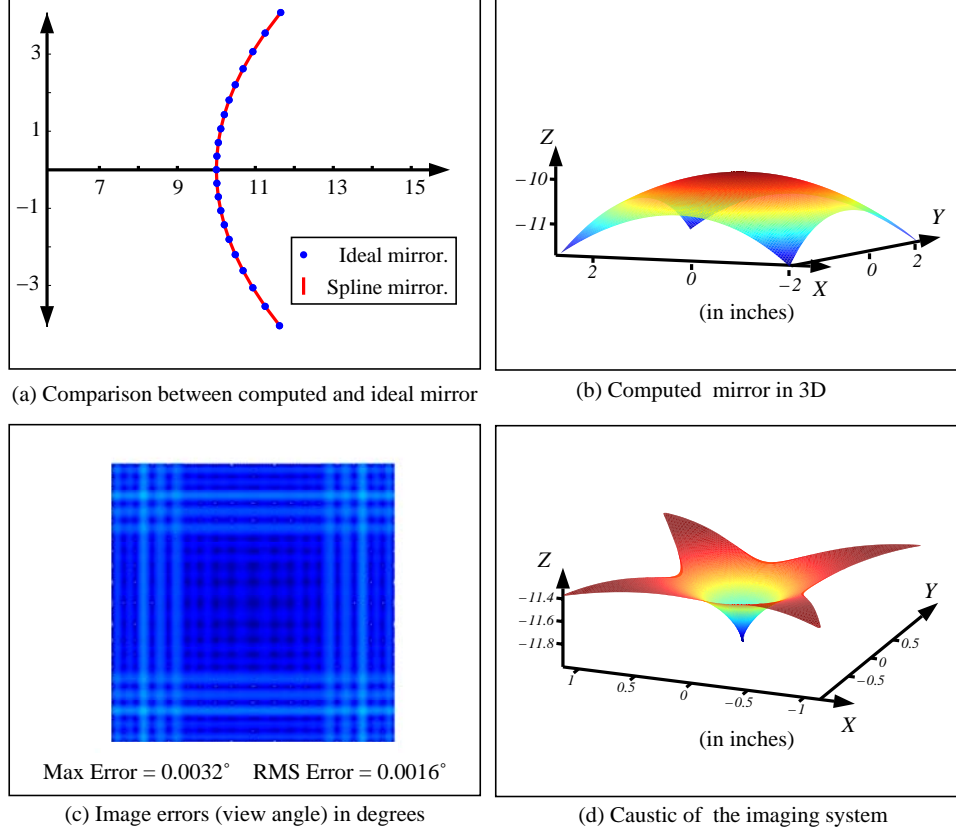 3
1
−1
−3
7
9
11
13
15
Ideal mirror.
Spline mirror.
(a) Comparison between computed and ideal mirror
Z
−10
−11
2
0
−2
X
0
2
Y
(in inches)
(b) Computed mirror in 3D
Max Error = 0.0032˚ RMS Error = 0.0016˚
(c) Image errors (view angle) in degrees
Z
−11.4
−11.6
−11.8
1
0.5
0
−0.5
−1
X
−0.5
0
0.5
Y
(in inches)
(d) Caustic of the imaging system